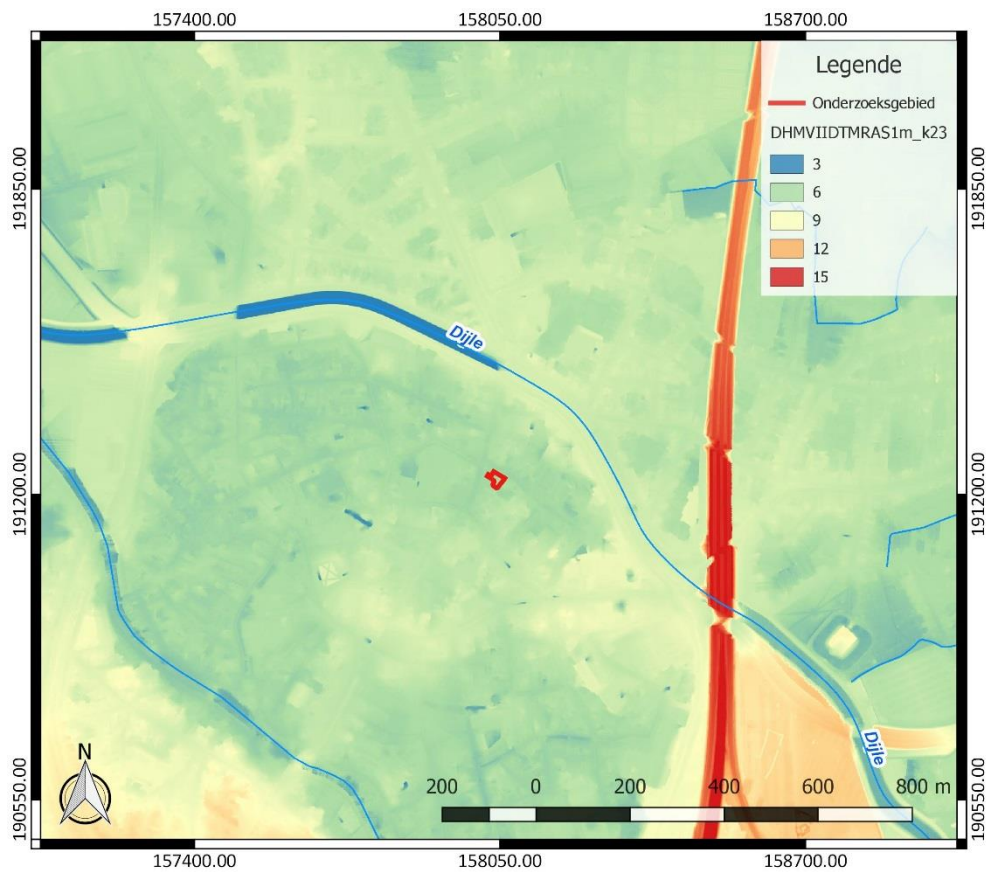 157400.00 158050.00 158700.00
Legende
Onderzoeksgebied
DHMVIIDTMRAS1m_k23
3
6
9
12
15
191850.00 191850.00
Dijle
191200.00 191200.00
Dijle
N
200 0 200 400 600 800 m
190550.00 190550.00
157400.00 158050.00 158700.00